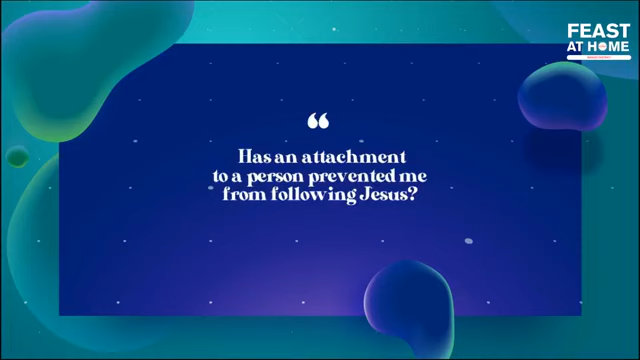 FEAST
AT HOME
“
Has an attachment
to a person prevented me
from following Jesus?